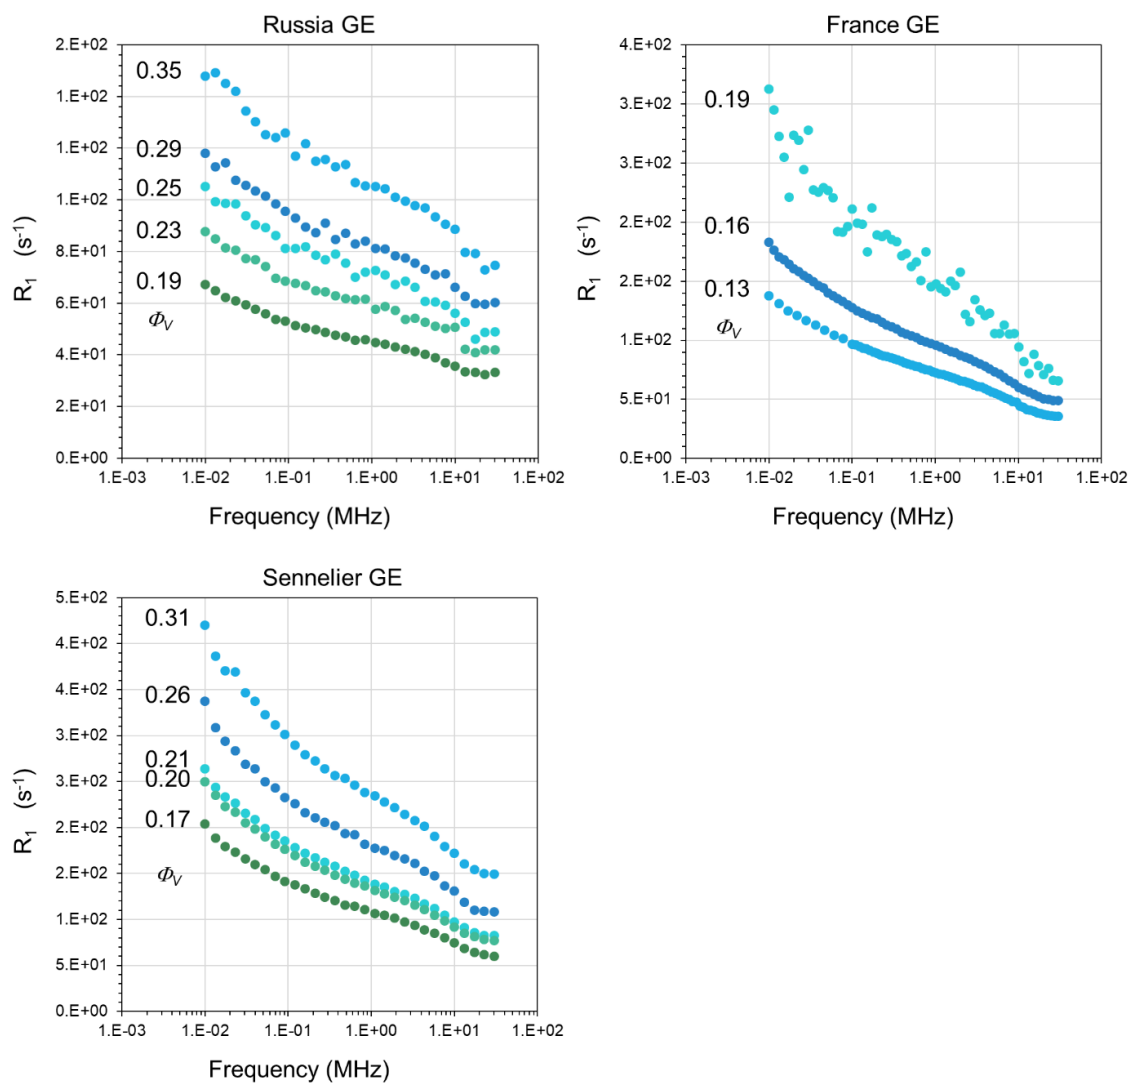 Russia GE
2.E+02
1.E+02
1.E+02
1.E+02
8.E+01
6.E+01
4.E+01
2.E+01
0.E+00
0.35
0.29
0.25
0.23
0.19
ΦV
R1 (s-1)
1.E-03 1.E-02 1.E-01 1.E+00 1.E+01 1.E+02
Frequency (MHz)
France GE
4.E+02
3.E+02
3.E+02
2.E+02
2.E+02
1.E+02
5.E+01
0.E+00
0.19
0.16
0.13
ΦV
R1 (s-1)
1.E-03 1.E-02 1.E-01 1.E+00 1.E+01 1.E+02
Frequency (MHz)
Sennelier GE
5.E+02
4.E+02
4.E+02
3.E+02
3.E+02
2.E+02
2.E+02
1.E+02
5.E+01
0.E+00
0.31
0.26
0.21
0.20
0.17
ΦV
R1 (s-1)
1.E-03 1.E-02 1.E-01 1.E+00 1.E+01 1.E+02
Frequency (MHz)